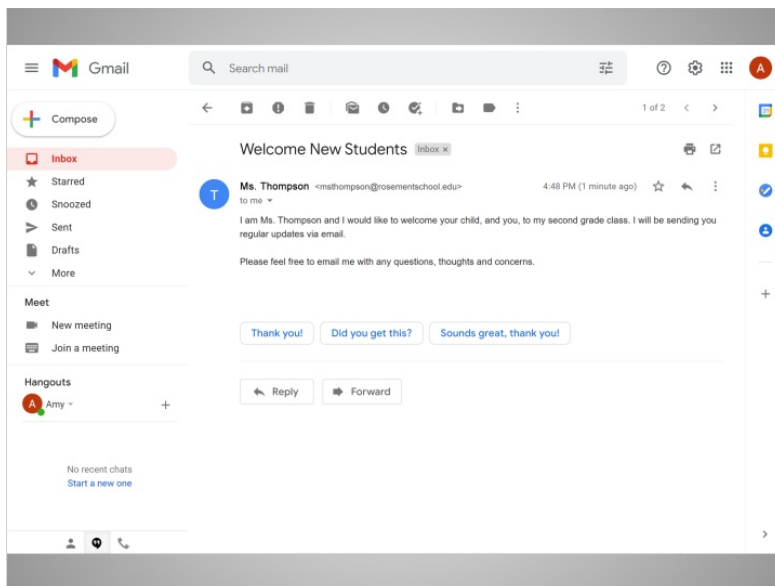 Gmail
Search mail
A
Compose
1 of 2
Inbox
Starred
Snoozed
Sent
Drafts
More
Meet
New meeting
Join a meeting
Hangouts
A Amy
No recent chats
Start a new one
Welcome New Students Inbox ×
T
Ms. Thompson <msthompson@rosementschool.edu> 4:48 PM (1 minute ago)
to me
I am Ms. Thompson and I would like to welcome your child, and you, to my second grade class. I will be sending you
regular updates via email.
Please feel free to email me with any questions, thoughts and concerns.
Thank you! Did you get this? Sounds great, thank you!
Reply Forward